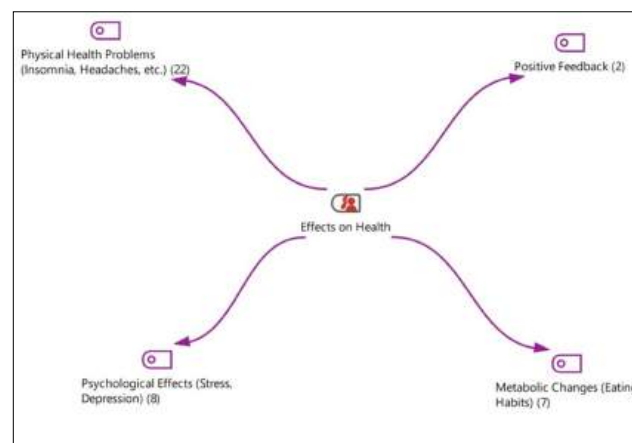 Physical Health Problems
(Insomnia, Headaches, etc.) (22)
Positive Feedback (2)
Effects on Health
Psychological Effects (Stress,
Depression) (8)
Metabolic Changes (Eating
Habits) (7)